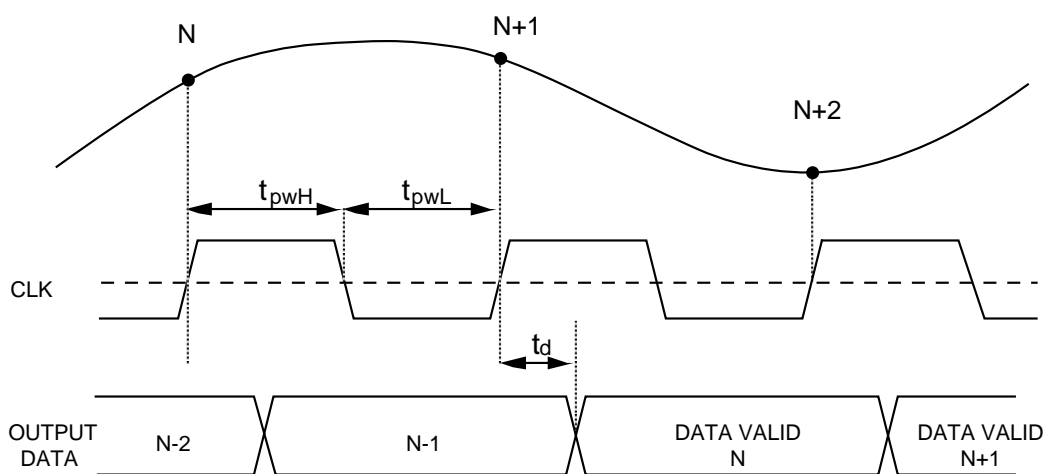 N
N+1
N+2
tpwH
tpwL
CLK
td
OUTPUT
DATA
N-2
N-1
DATA VALID
N
DATA VALID
N+1